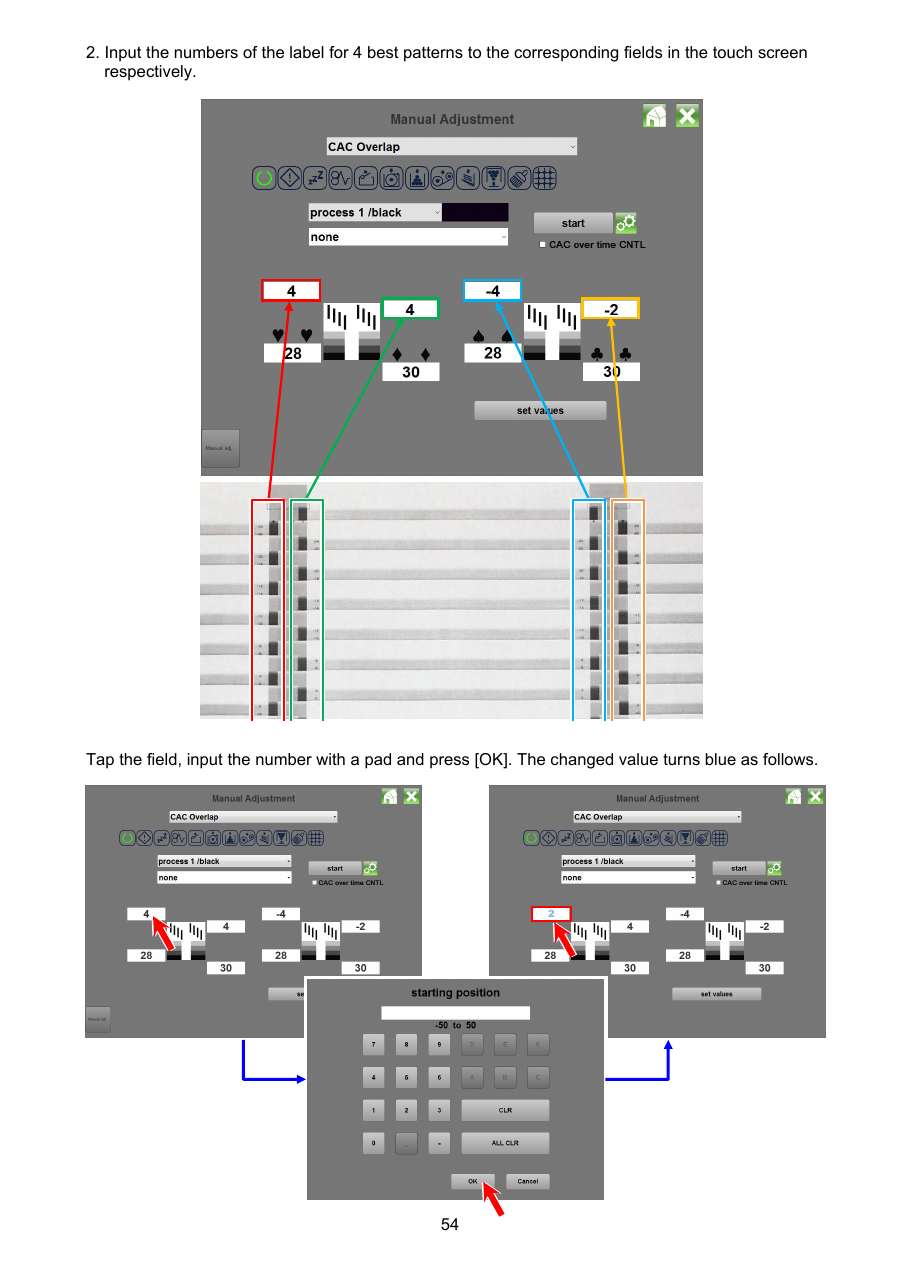 2. Input the numbers of the label for 4 best patterns to the corresponding fields in the touch screen
respectively.
Manual Adjustment
CAC Overlap
zzZ
process 1 /black
start
none
CAC over time CNTL
4
4
-4
-2
28
30
28
30
set values
Manual adj.
Tap the field, input the number with a pad and press [OK]. The changed value turns blue as follows.
Manual Adjustment
CAC Overlap
process 1 /black
start
none
CAC over time CNTL
4
4
-4
-2
28
30
28
30
se
Manual Adjustment
CAC Overlap
process 1 /black
start
none
CAC over time CNTL
2
4
-4
-2
28
30
28
30
set values
starting position
-50 to 50
7 8 9 D E F
4 5 6 A B C
1 2 3 CLR
0 . - ALL CLR
OK Cancel
54